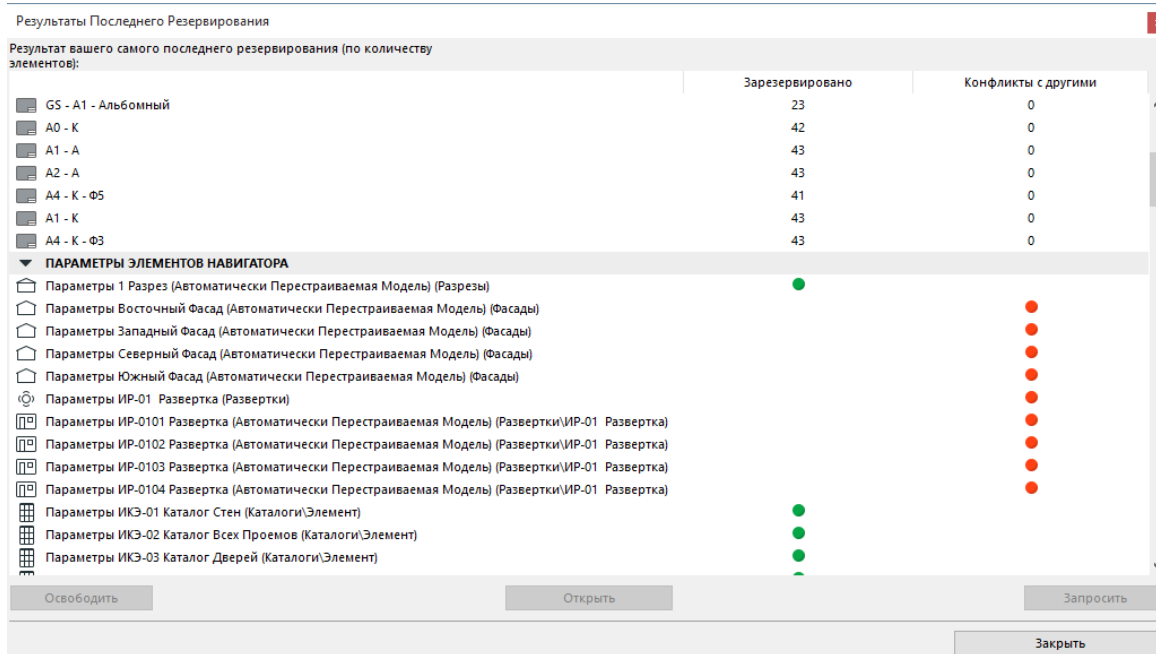 Результаты Последнего Резервирования
Результат вашего самого последнего резервирования (по количеству
элементов):
Зарезервировано Конфликты с другими
GS - A1 - Альбомный 23 0
A0 - К 42 0
A1 - А 43 0
A2 - А 43 0
A4 - К - Ф5 41 0
A1 - К 43 0
A4 - К - Ф3 43 0
ПАРАМЕТРЫ ЭЛЕМЕНТОВ НАВИГАТОРА
Параметры 1 Разрез (Автоматически Перестраиваемая Модель) (Разрезы)
Параметры Восточный Фасад (Автоматически Перестраиваемая Модель) (Фасады)
Параметры Западный Фасад (Автоматически Перестраиваемая Модель) (Фасады)
Параметры Северный Фасад (Автоматически Перестраиваемая Модель) (Фасады)
Параметры Южный Фасад (Автоматически Перестраиваемая Модель) (Фасады)
Параметры ИР-01 Развертка (Развертки)
Параметры ИР-0101 Развертка (Автоматически Перестраиваемая Модель) (Развертки\ИР-01 Развертка)
Параметры ИР-0102 Развертка (Автоматически Перестраиваемая Модель) (Развертки\ИР-01 Развертка)
Параметры ИР-0103 Развертка (Автоматически Перестраиваемая Модель) (Развертки\ИР-01 Развертка)
Параметры ИР-0104 Развертка (Автоматически Перестраиваемая Модель) (Развертки\ИР-01 Развертка)
Параметры ИКЭ-01 Каталог Стен (Каталоги\Элемент)
Параметры ИКЭ-02 Каталог Всех Проемов (Каталоги\Элемент)
Параметры ИКЭ-03 Каталог Дверей (Каталоги\Элемент)
Освободить Открыть Запросить
Закрыть